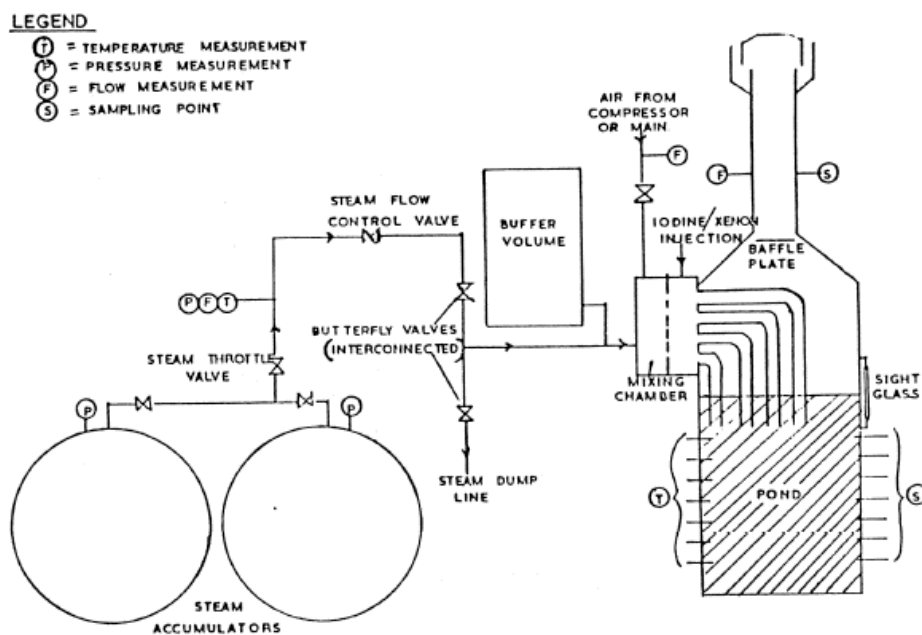 LEGEND
T = TEMPERATURE MEASUREMENT
P = PRESSURE MEASUREMENT
F = FLOW MEASUREMENT
S = SAMPLING POINT
AIR FROM
COMPRESSOR
OR MAIN
F
F
S
STEAM FLOW
CONTROL VALVE
BUFFER
VOLUME
IODINE/XENON
INJECTION
BAFFLE
PLATE
P F T
BUTTERFLY VALVES
(INTERCONNECTED)
STEAM THROTTLE
VALVE
MIXING
CHAMBER
SIGHT
GLASS
P
P
STEAM DUMP
LINE
T
POND
S
STEAM
ACCUMULATORS